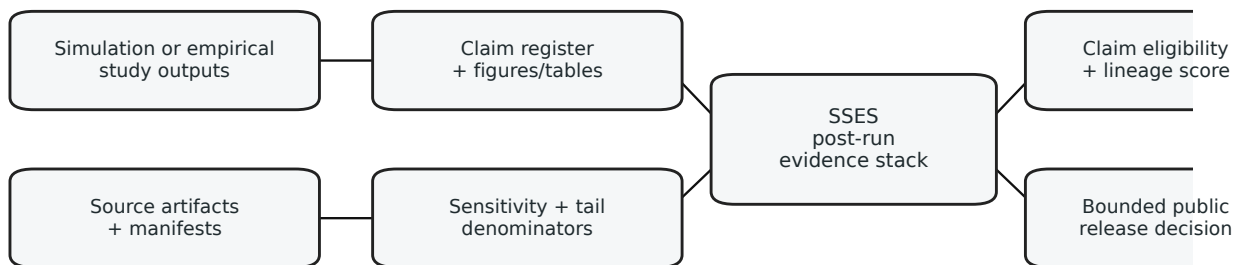 Simulation or empirical
study outputs
Claim register
+ figures/tables
Claim eligibility
+ lineage score
SSES
post-run
evidence stack
Source artifacts
+ manifests
Sensitivity + tail
denominators
Bounded public
release decision